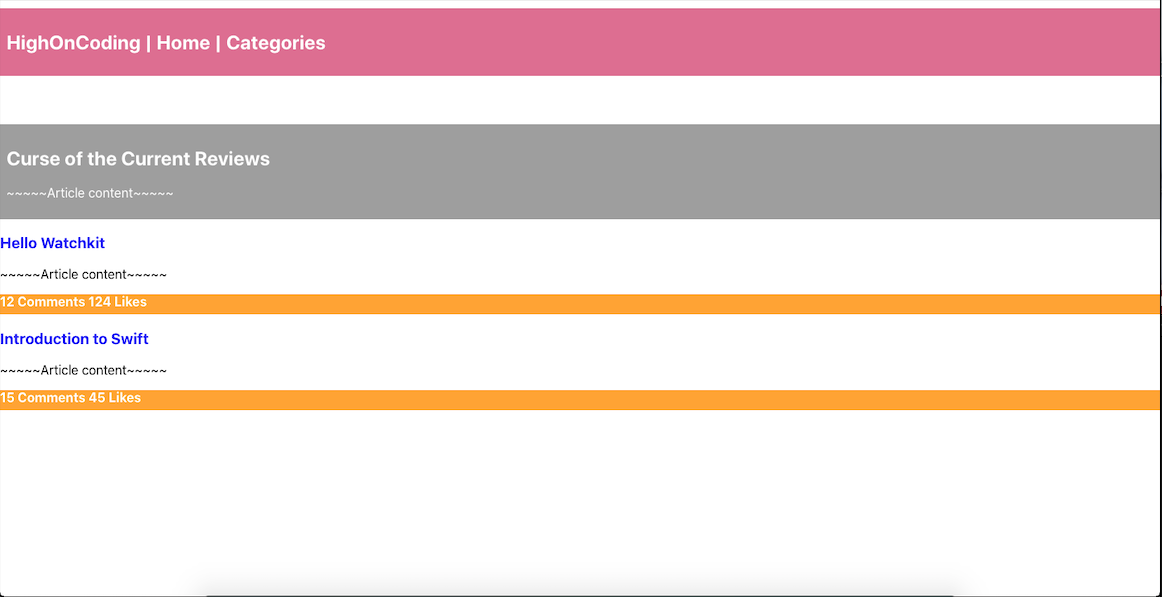 HighOnCoding | Home | Categories
Curse of the Current Reviews
~~~~~Article content~~~~~
Hello Watchkit
~~~~~Article content~~~~~
12 Comments 124 Likes
Introduction to Swift
~~~~~Article content~~~~~
15 Comments 45 Likes